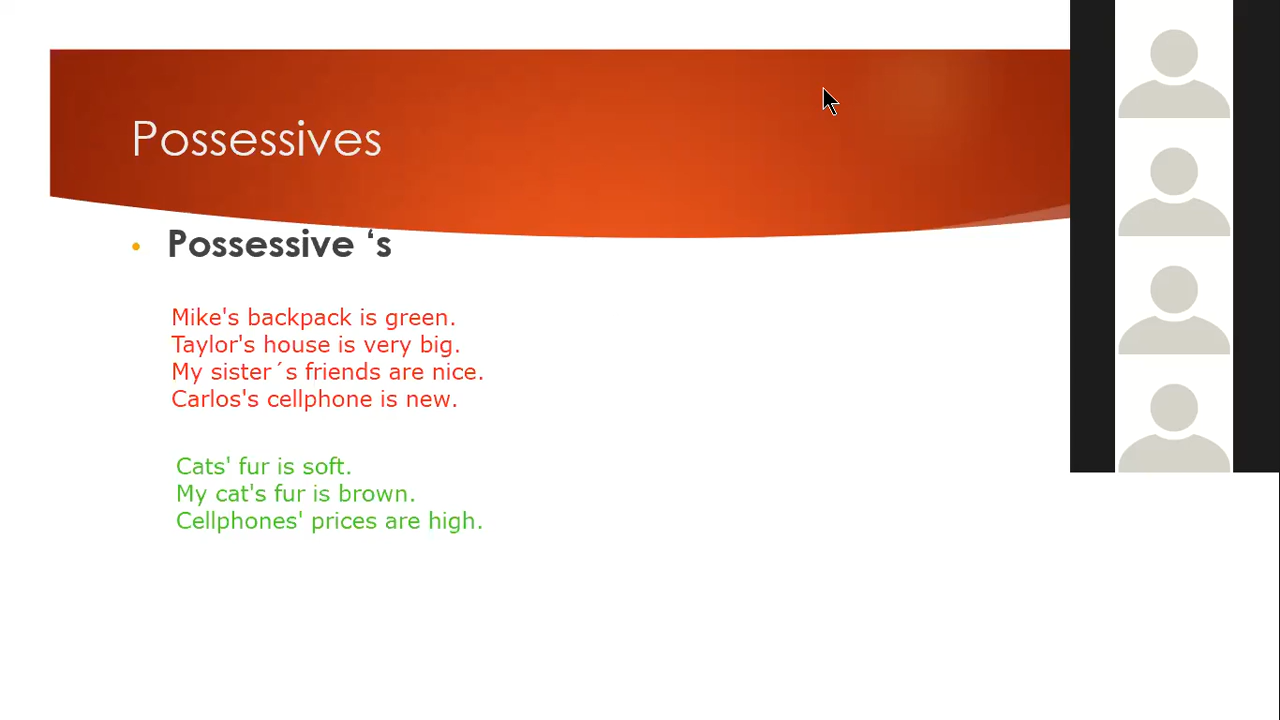 Possessives
• Possessive ‘s
Mike's backpack is green.
Taylor's house is very big.
My sister´s friends are nice.
Carlos's cellphone is new.
Cats' fur is soft.
My cat's fur is brown.
Cellphones' prices are high.